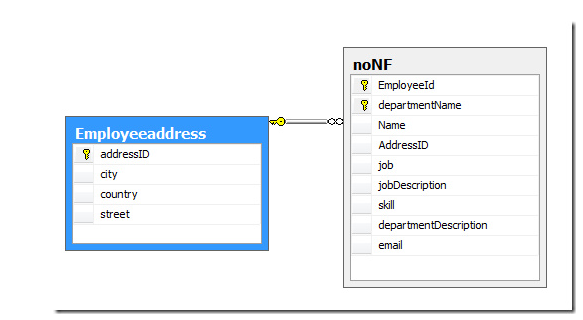 Employeeaddress
addressID
city
country
street
noNF
EmployeeId
departmentName
Name
AddressID
job
jobDescription
skill
departmentDescription
email